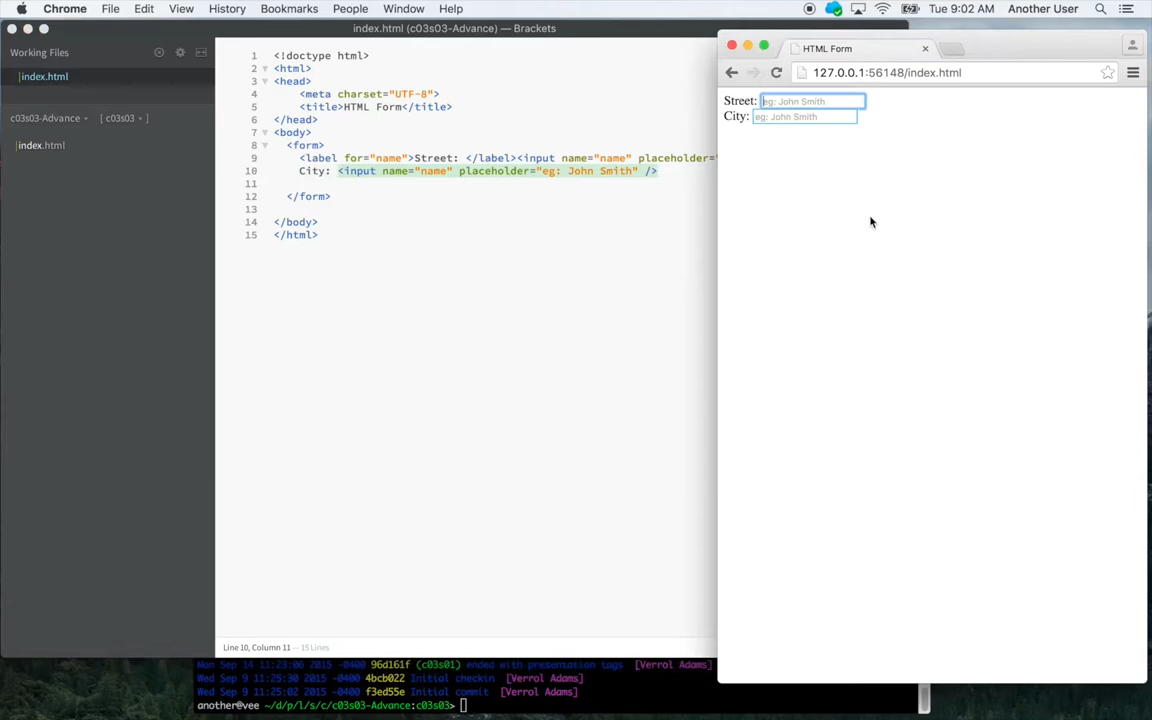 Chrome File Edit View History Bookmarks People Window Help Tue 9:02 AM Another User
index.html (c03s03-Advance) — Brackets
Working Files
index.html
c03s03-Advance [ c03s03 ]
index.html
1 <!doctype html>
2 <html>
3 <head>
4 <meta charset="UTF-8">
5 <title>HTML Form</title>
6 </head>
7 <body>
8 <form>
9 <label for="name">Street: </label><input name="name" placeholder="
10 City: <input name="name" placeholder="eg: John Smith" />
11
12 </form>
13
14 </body>
15 </html>
Line 10, Column 11 — 15 Lines
HTML Form
127.0.0.1:56148/index.html
Street: eg: John Smith
City: eg: John Smith
Mon Sep 14 11:23:06 2015 -0400 96d161f (c03s01) ended with presentation tags [Verrol Adams]
Wed Sep 9 11:25:30 2015 -0400 4bcb022 Initial checkin [Verrol Adams]
Wed Sep 9 11:25:02 2015 -0400 f3ed55e Initial commit [Verrol Adams]
another@vee ~/d/p/l/s/c/c03s03-Advance:c03s03>